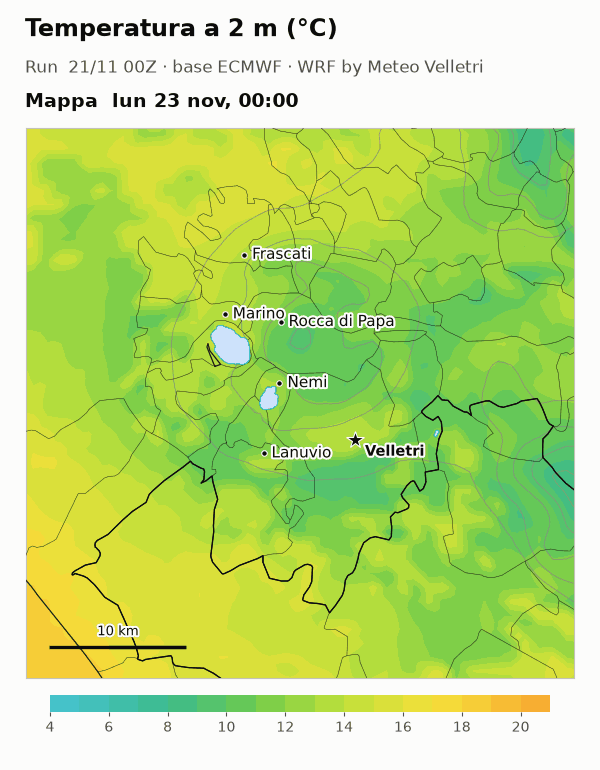 Temperatura a 2 m (°C)
Run  21/11 00Z · base ECMWF · WRF by Meteo Velletri
Mappa  lun 23 nov, 00:00
Frascati
Marino
Rocca di Papa
Nemi
Velletri
Lanuvio
10 km
4 6 8 10 12 14 16 18 20